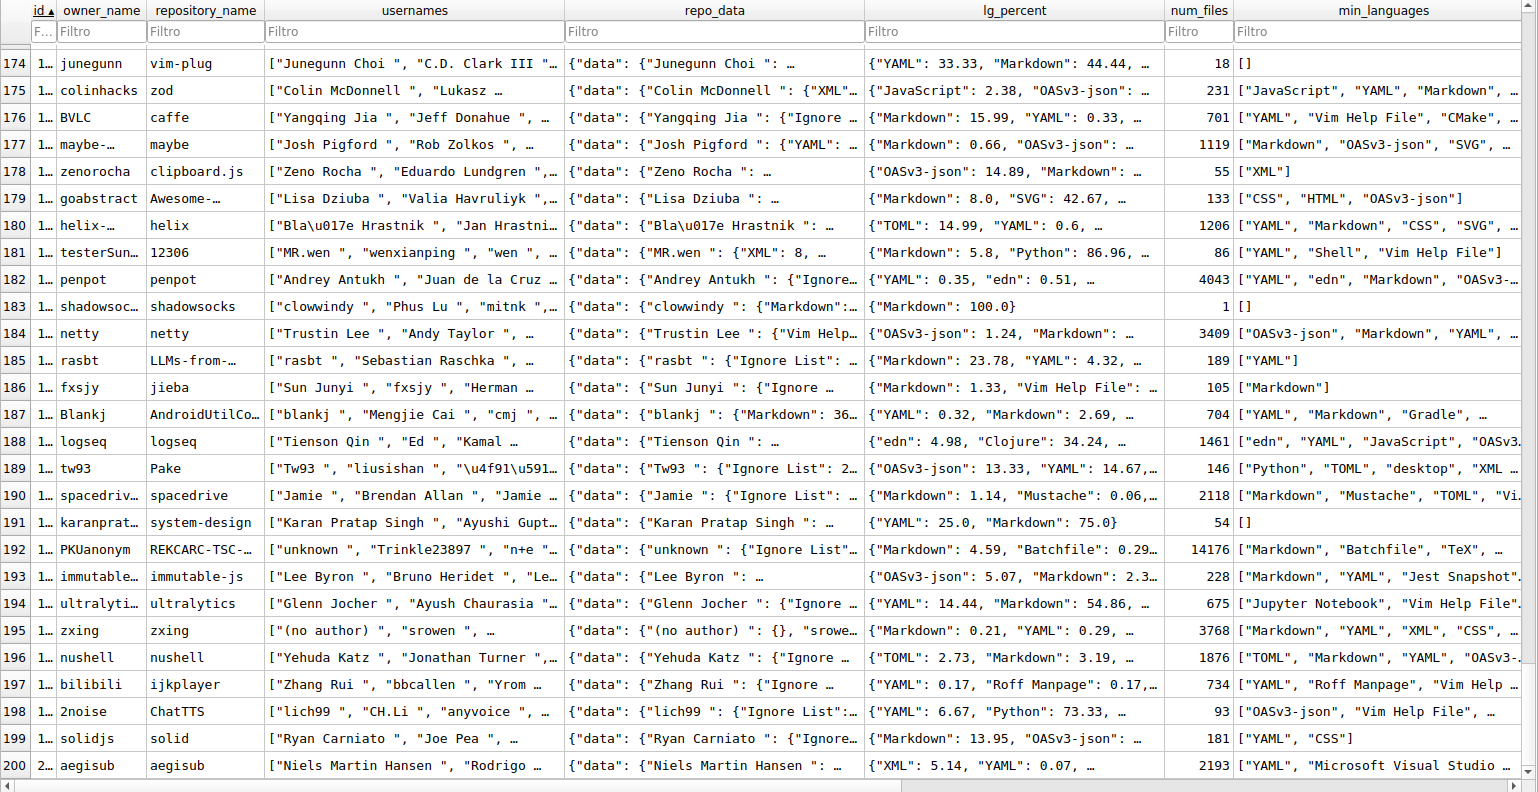 id ▴ owner_name repository_name usernames repo_data lg_percent num_files min_languages
F… Filtro Filtro Filtro Filtro Filtro Filtro Filtro
174 1… junegunn vim-plug ["Junegunn Choi ", "C.D. Clark III "… {"data": {"Junegunn Choi ": … {"YAML": 33.33, "Markdown": 44.44, … 18 []
175 1… colinhacks zod ["Colin McDonnell ", "Lukasz … {"data": {"Colin McDonnell ": {"XML"… {"JavaScript": 2.38, "OASv3-json": … 231 ["JavaScript", "YAML", "Markdown", …
176 1… BVLC caffe ["Yangqing Jia ", "Jeff Donahue ", … {"data": {"Yangqing Jia ": {"Ignore … {"Markdown": 15.99, "YAML": 0.33, … 701 ["YAML", "Vim Help File", "CMake", …
177 1… maybe-… maybe ["Josh Pigford ", "Rob Zolkos ", … {"data": {"Josh Pigford ": {"YAML": … {"Markdown": 0.66, "OASv3-json": … 1119 ["Markdown", "OASv3-json", "SVG", …
178 1… zenorocha clipboard.js ["Zeno Rocha ", "Eduardo Lundgren ",… {"data": {"Zeno Rocha ": … {"OASv3-json": 14.89, "Markdown": … 55 ["XML"]
179 1… goabstract Awesome-… ["Lisa Dziuba ", "Valia Havruliyk ",… {"data": {"Lisa Dziuba ": … {"Markdown": 8.0, "SVG": 42.67, … 133 ["CSS", "HTML", "OASv3-json"]
180 1… helix-… helix ["Bla\u017e Hrastnik ", "Jan Hrastni… {"data": {"Bla\u017e Hrastnik ": … {"TOML": 14.99, "YAML": 0.6, … 1206 ["YAML", "Markdown", "CSS", "SVG", …
181 1… testerSun… 12306 ["MR.wen ", "wenxianping ", "wen ", … {"data": {"MR.wen ": {"XML": 8, … {"Markdown": 5.8, "Python": 86.96, … 86 ["YAML", "Shell", "Vim Help File"]
182 1… penpot penpot ["Andrey Antukh ", "Juan de la Cruz … {"data": {"Andrey Antukh ": {"Ignore… {"YAML": 0.35, "edn": 0.51, … 4043 ["YAML", "edn", "Markdown", "OASv3-…
183 1… shadowsoc… shadowsocks ["clowwindy ", "Phus Lu ", "mitnk ",… {"data": {"clowwindy ": {"Markdown":… {"Markdown": 100.0} 1 []
184 1… netty netty ["Trustin Lee ", "Andy Taylor ", … {"data": {"Trustin Lee ": {"Vim Help… {"OASv3-json": 1.24, "Markdown": … 3409 ["OASv3-json", "Markdown", "YAML", …
185 1… rasbt LLMs-from-… ["rasbt ", "Sebastian Raschka ", … {"data": {"rasbt ": {"Ignore List": … {"Markdown": 23.78, "YAML": 4.32, … 189 ["YAML"]
186 1… fxsjy jieba ["Sun Junyi ", "fxsjy ", "Herman … {"data": {"Sun Junyi ": {"Ignore … {"Markdown": 1.33, "Vim Help File": … 105 ["Markdown"]
187 1… Blankj AndroidUtilCo… ["blankj ", "Mengjie Cai ", "cmj ", … {"data": {"blankj ": {"Markdown": 36… {"YAML": 0.32, "Markdown": 2.69, … 704 ["YAML", "Markdown", "Gradle", …
188 1… logseq logseq ["Tienson Qin ", "Ed ", "Kamal … {"data": {"Tienson Qin ": … {"edn": 4.98, "Clojure": 34.24, … 1461 ["edn", "YAML", "JavaScript", "OASv3…
189 1… tw93 Pake ["Tw93 ", "liusishan ", "\u4f91\u591… {"data": {"Tw93 ": {"Ignore List": 2… {"OASv3-json": 13.33, "YAML": 14.67,… 146 ["Python", "TOML", "desktop", "XML …
190 1… spacedriv… spacedrive ["Jamie ", "Brendan Allan ", "Jamie … {"data": {"Jamie ": {"Ignore List": … {"Markdown": 1.14, "Mustache": 0.06,… 2118 ["Markdown", "Mustache", "TOML", "Vi…
191 1… karanprat… system-design ["Karan Pratap Singh ", "Ayushi Gupt… {"data": {"Karan Pratap Singh ": … {"YAML": 25.0, "Markdown": 75.0} 54 []
192 1… PKUanonym REKCARC-TSC-… ["unknown ", "Trinkle23897 ", "n+e "… {"data": {"unknown ": {"Ignore List"… {"Markdown": 4.59, "Batchfile": 0.29… 14176 ["Markdown", "Batchfile", "TeX", …
193 1… immutable… immutable-js ["Lee Byron ", "Bruno Heridet ", "Le… {"data": {"Lee Byron ": … {"OASv3-json": 5.07, "Markdown": 2.3… 228 ["Markdown", "YAML", "Jest Snapshot"…
194 1… ultralyti… ultralytics ["Glenn Jocher ", "Ayush Chaurasia "… {"data": {"Glenn Jocher ": {"Ignore … {"YAML": 14.44, "Markdown": 54.86, … 675 ["Jupyter Notebook", "Vim Help File"…
195 1… zxing zxing ["(no author) ", "srowen ", … {"data": {"(no author) ": {}, "srowe… {"Markdown": 0.21, "YAML": 0.29, … 3768 ["Markdown", "YAML", "XML", "CSS", …
196 1… nushell nushell ["Yehuda Katz ", "Jonathan Turner ",… {"data": {"Yehuda Katz ": {"Ignore … {"TOML": 2.73, "Markdown": 3.19, … 1876 ["TOML", "Markdown", "YAML", "OASv3-…
197 1… bilibili ijkplayer ["Zhang Rui ", "bbcallen ", "Yrom … {"data": {"Zhang Rui ": {"Ignore … {"YAML": 0.17, "Roff Manpage": 0.17,… 734 ["YAML", "Roff Manpage", "Vim Help …
198 1… 2noise ChatTTS ["lich99 ", "CH.Li ", "anyvoice ", … {"data": {"lich99 ": {"Ignore List":… {"YAML": 6.67, "Python": 73.33, … 93 ["OASv3-json", "Vim Help File", …
199 1… solidjs solid ["Ryan Carniato ", "Joe Pea ", … {"data": {"Ryan Carniato ": {"Ignore… {"Markdown": 13.95, "OASv3-json": … 181 ["YAML", "CSS"]
200 2… aegisub aegisub ["Niels Martin Hansen ", "Rodrigo … {"data": {"Niels Martin Hansen ": … {"XML": 5.14, "YAML": 0.07, … 2193 ["YAML", "Microsoft Visual Studio …